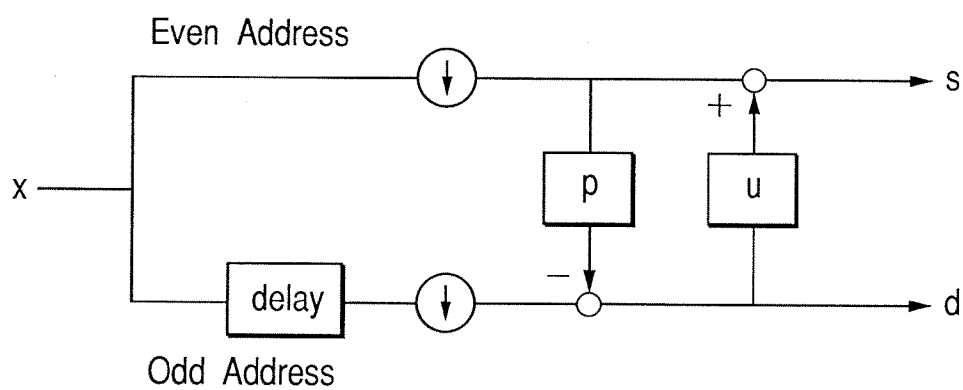 Even Address
x
↓
s
+
p
u
−
delay
↓
d
Odd Address